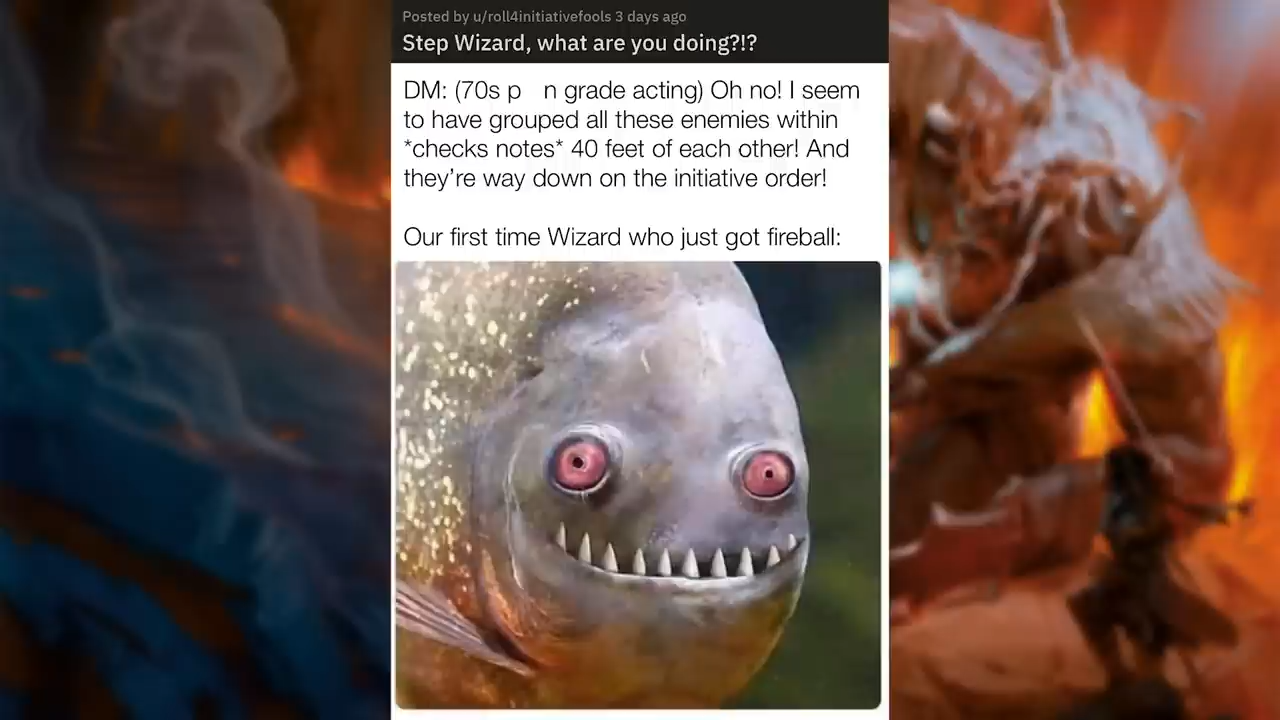 Posted by u/roll4initiativefools 3 days ago
Step Wizard, what are you doing?!?
DM: (70s p n grade acting) Oh no! I seem
to have grouped all these enemies within
*checks notes* 40 feet of each other! And
they’re way down on the initiative order!
Our first time Wizard who just got fireball: